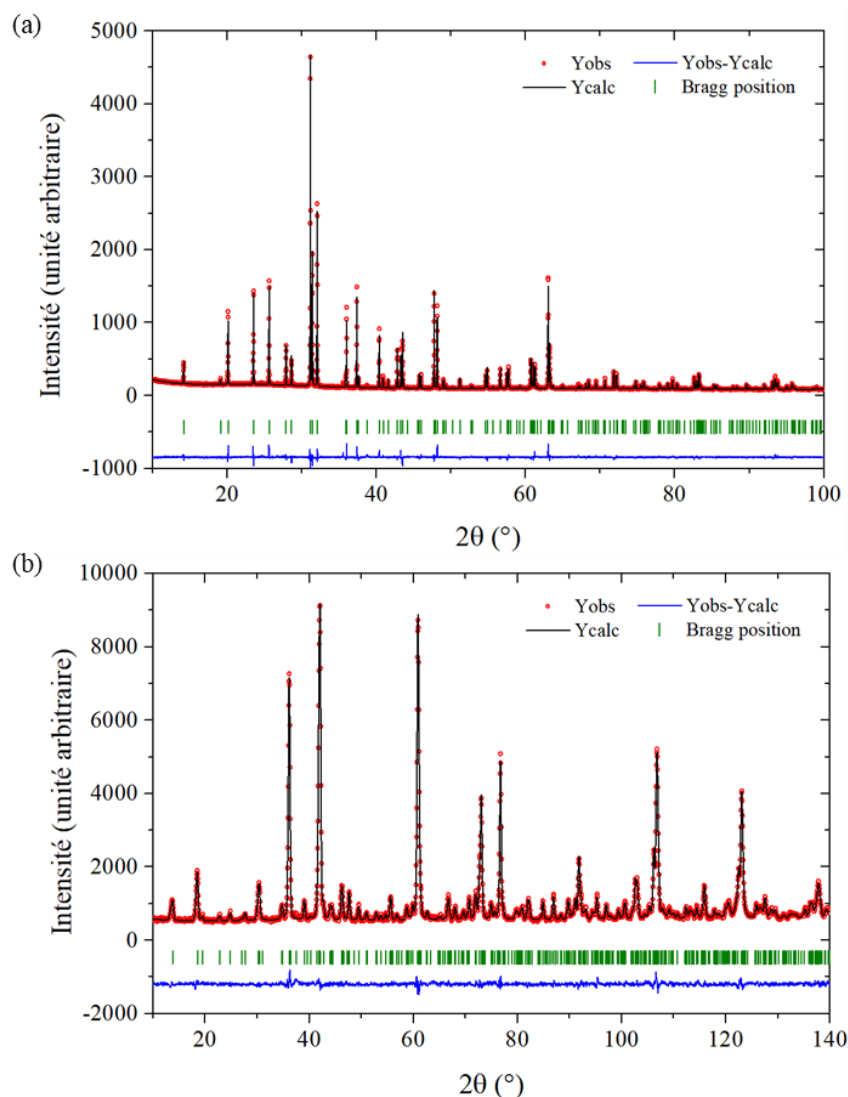 (a)
5000
4000
3000
2000
1000
0
-1000
Intensité (unité arbitraire)
Yobs
Yobs-Ycalc
Ycalc
Bragg position
20
40
60
80
100
2θ (°)
(b)
10000
8000
6000
4000
2000
0
-2000
Intensité (unité arbitraire)
Yobs
Yobs-Ycalc
Ycalc
Bragg position
20
40
60
80
100
120
140
2θ (°)